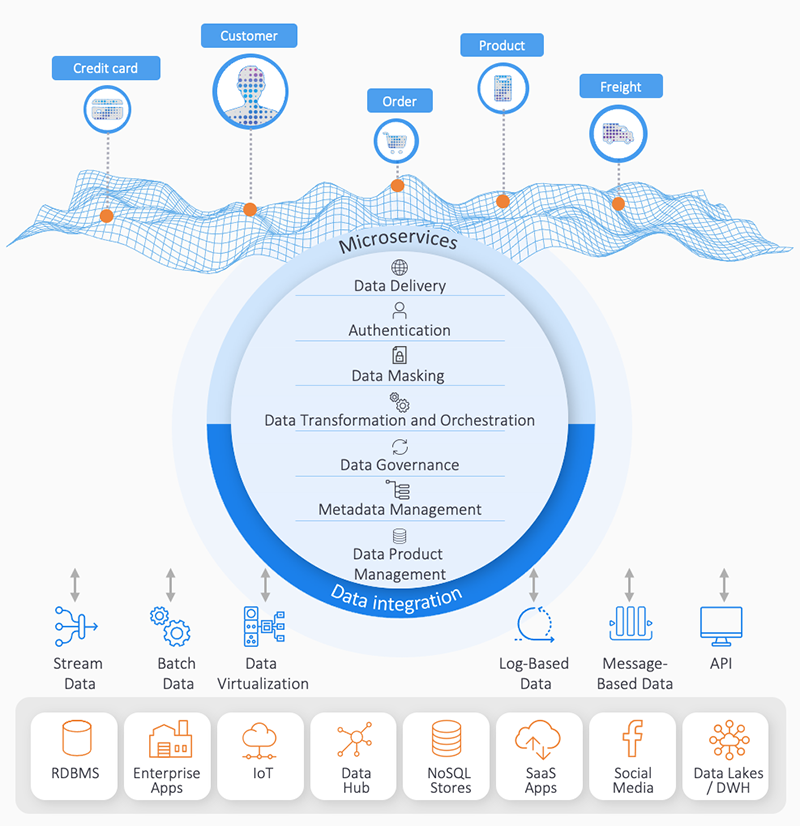 Credit card
Customer
Order
Product
Freight
Microservices
Data Delivery
Authentication
Data Masking
Data Transformation and Orchestration
Data Governance
Metadata Management
Data Product
Management
Data integration
Stream
Data
Batch
Data
Data
Virtualization
Log-Based
Data
Message-
Based Data
API
RDBMS
Enterprise
Apps
IoT
Data
Hub
NoSQL
Stores
SaaS
Apps
Social
Media
Data Lakes
/ DWH